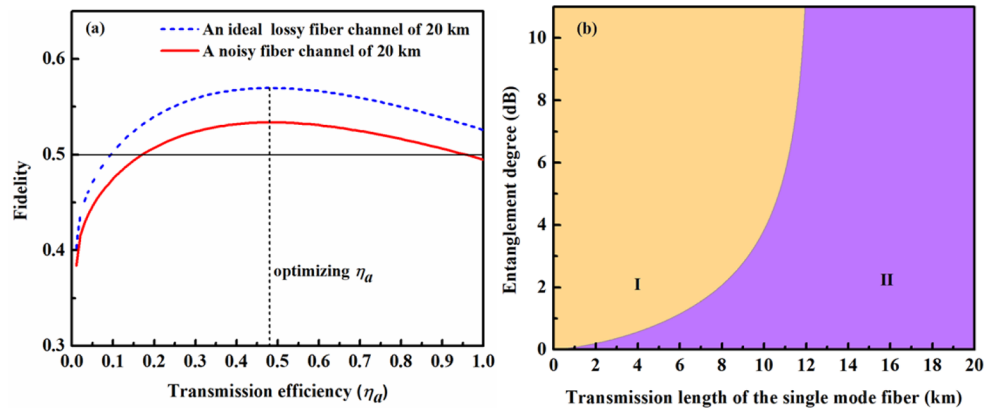 (a)
An ideal lossy fiber channel of 20 km
A noisy fiber channel of 20 km
0.6
0.5
0.4
0.3
Fidelity
optimizing ηa
0.0 0.1 0.2 0.3 0.4 0.5 0.6 0.7 0.8 0.9 1.0
Transmission efficiency (ηa)
(b)
10
8
6
4
2
0
Entanglement degree (dB)
I
II
0 2 4 6 8 10 12 14 16 18 20
Transmission length of the single mode fiber (km)